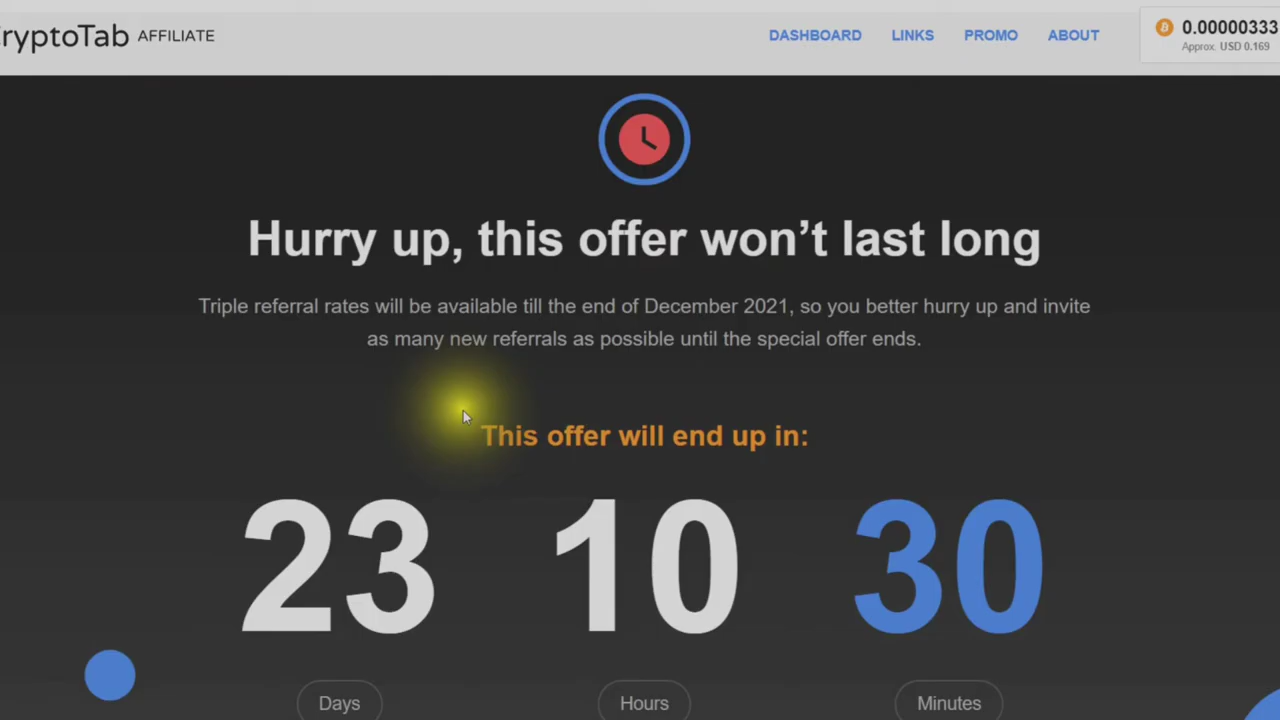 ryptoTab AFFILIATE
DASHBOARD LINKS PROMO ABOUT
0.00000333
Approx. USD 0.169
Hurry up, this offer won’t last long
Triple referral rates will be available till the end of December 2021, so you better hurry up and invite
as many new referrals as possible until the special offer ends.
This offer will end up in:
23 10 30
Days Hours Minutes